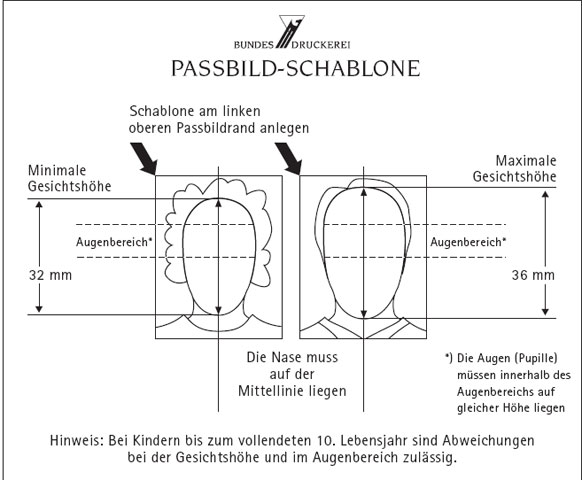 BUNDES DRUCKEREI
PASSBILD-SCHABLONE
Schablone am linken
oberen Passbildrand anlegen
Minimale
Gesichtshöhe
Maximale
Gesichtshöhe
Augenbereich*
Augenbereich*
32 mm
36 mm
Die Nase muss
auf der
Mittellinie liegen
*) Die Augen (Pupille)
müssen innerhalb des
Augenbereichs auf
gleicher Höhe liegen
Hinweis: Bei Kindern bis zum vollendeten 10. Lebensjahr sind Abweichungen
bei der Gesichtshöhe und im Augenbereich zulässig.